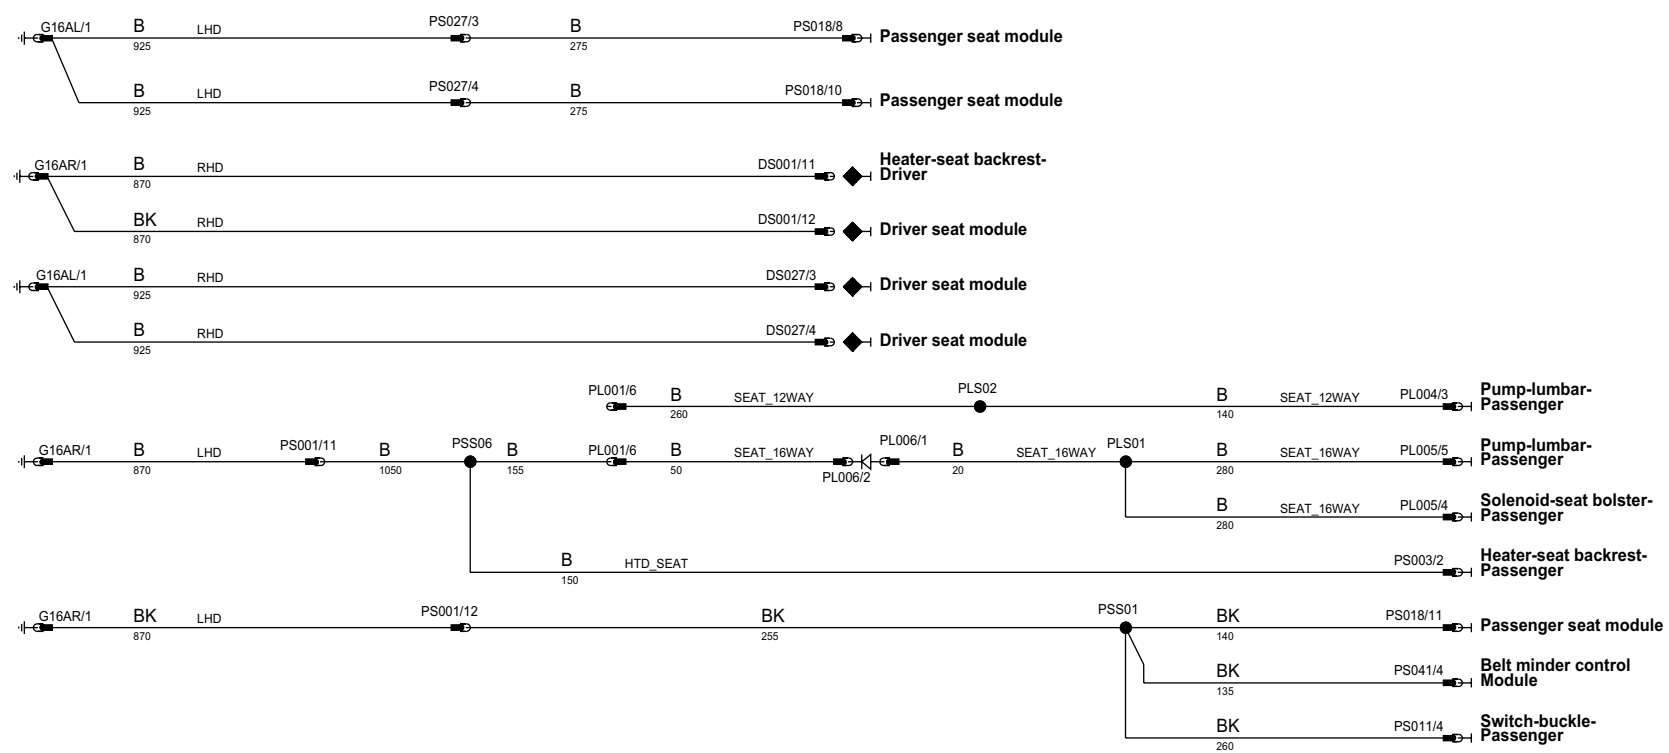 G16AL/1 B LHD PS027/3 B PS018/8 Passenger seat module
925 275
B LHD PS027/4 B PS018/10 Passenger seat module
925 275
G16AR/1 B RHD DS001/11 Heater-seat backrest-
870 Driver
BK RHD DS001/12 Driver seat module
870
G16AL/1 B RHD DS027/3 Driver seat module
925
B RHD DS027/4 Driver seat module
925
PL001/6 B SEAT_12WAY PLS02 B SEAT_12WAY PL004/3 Pump-lumbar-
260 140 Passenger
G16AR/1 B LHD PS001/11 B PSS06 B PL001/6 B SEAT_16WAY PL006/1 B SEAT_16WAY PLS01 B SEAT_16WAY PL005/5 Pump-lumbar-
870 1050 155 50 PL006/2 20 280 Passenger
B SEAT_16WAY PL005/4 Solenoid-seat bolster-
280 Passenger
B HTD_SEAT PS003/2 Heater-seat backrest-
150 Passenger
G16AR/1 BK LHD PS001/12 BK PSS01 BK PS018/11 Passenger seat module
870 255 140
BK PS041/4 Belt minder control
135 Module
BK PS011/4 Switch-buckle-
260 Passenger